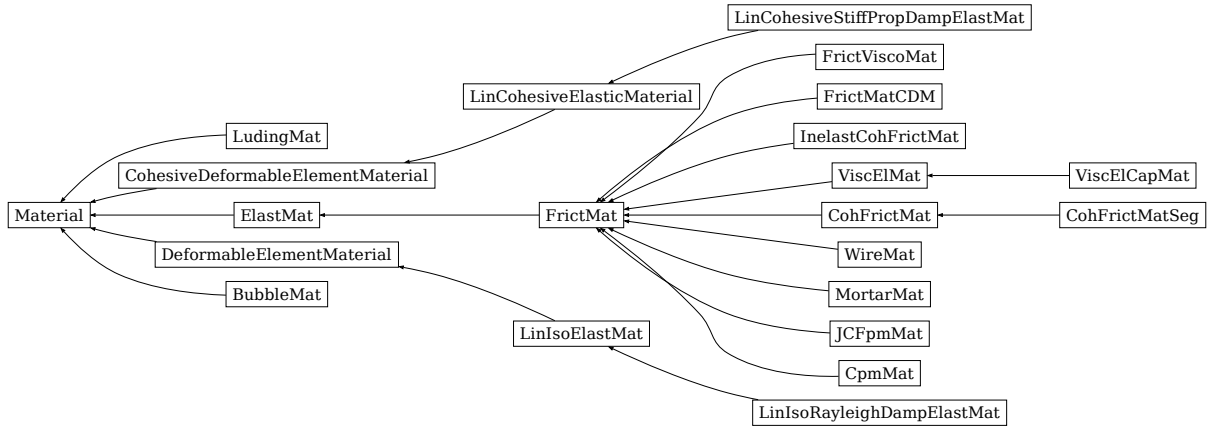 LinCohesiveStiffPropDampElastMat
FrictViscoMat
LinCohesiveElasticMaterial
FrictMatCDM
LudingMat
InelastCohFrictMat
CohesiveDeformableElementMaterial
ViscElMat
ViscElCapMat
Material
ElastMat
FrictMat
CohFrictMat
CohFrictMatSeg
DeformableElementMaterial
WireMat
BubbleMat
MortarMat
LinIsoElastMat
JCFpmMat
CpmMat
LinIsoRayleighDampElastMat